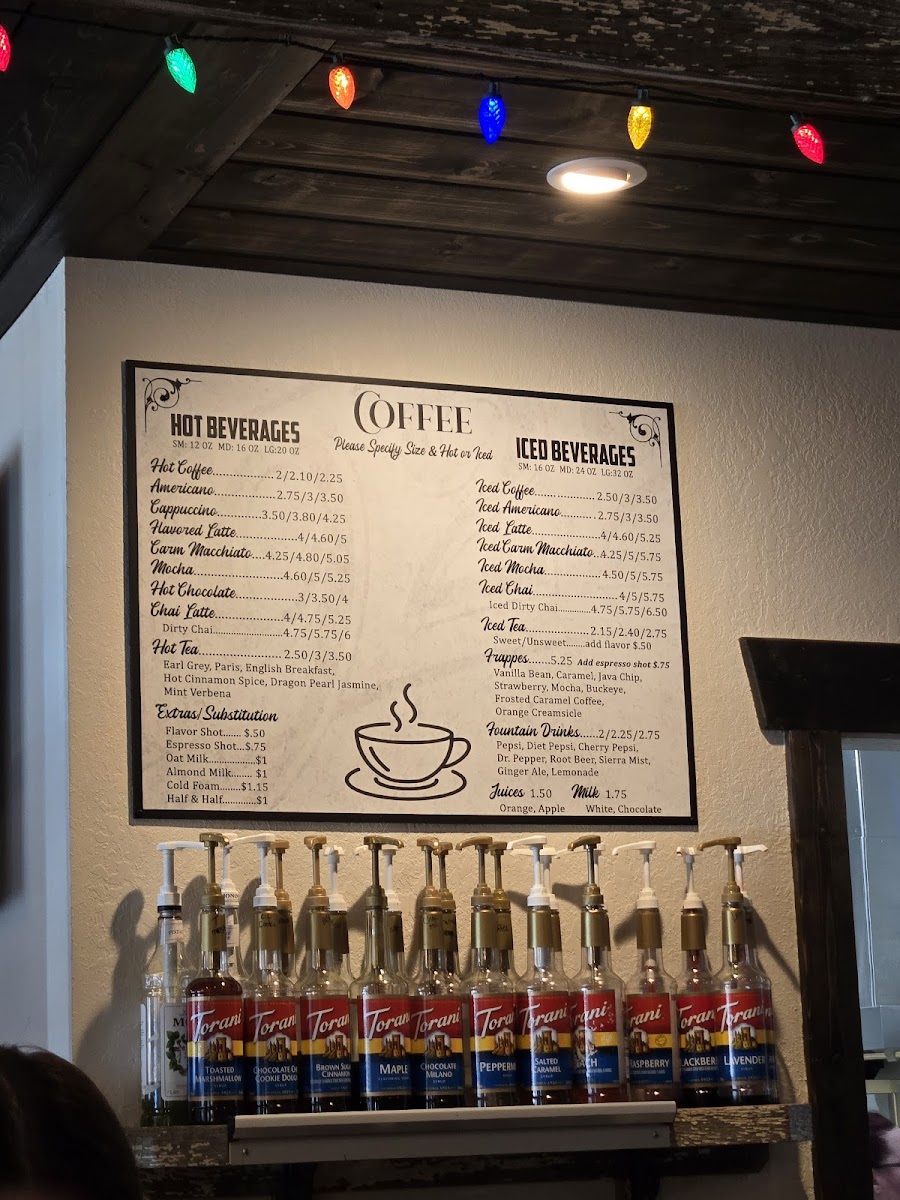 COFFEE
Please Specify Size & Hot or Iced
HOT BEVERAGES
SM: 12 OZ MD: 16 OZ LG:20 OZ
Hot Coffee..................2/2.10/2.25
Americano..................2.75/3/3.50
Cappuccino.............3.50/3.80/4.25
Flavored Latte..................4/4.60/5
Carm Macchiato....4.25/4.80/5.05
Mocha..........................4.60/5/5.25
Hot Chocolate..................3/3.50/4
Chai Latte....................4/4.75/5.25
Dirty Chai........................4.75/5.75/6
Hot Tea.........................2.50/3/3.50
Earl Grey, Paris, English Breakfast,
Hot Cinnamon Spice, Dragon Pearl Jasmine,
Mint Verbena
Extras/Substitution
Flavor Shot....... $.50
Espresso Shot...$.75
Oat Milk...............$1
Almond Milk....... $1
Cold Foam.......$1.15
Half & Half...........$1
ICED BEVERAGES
SM: 16 OZ MD: 24 OZ LG:32 OZ
Iced Coffee..................2.50/3/3.50
Iced Americano...........2.75/3/3.50
Iced Latte.....................4/4.60/5.25
Iced Carm Macchiato..4.25/5/5.75
Iced Mocha.................4.50/5/5.75
Iced Chai.........................4/5/5.75
Iced Dirty Chai.............4.75/5.75/6.50
Iced Tea.......................2.15/2.40/2.75
Sweet/Unsweet........add flavor $.50
Frappes.......5.25 Add espresso shot $.75
Vanilla Bean, Caramel, Java Chip,
Strawberry, Mocha, Buckeye,
Frosted Caramel Coffee,
Orange Creamsicle
Fountain Drinks......2/2.25/2.75
Pepsi, Diet Pepsi, Cherry Pepsi,
Dr. Pepper, Root Beer, Sierra Mist,
Ginger Ale, Lemonade
Juices 1.50 Milk 1.75
Orange, Apple White, Chocolate
Torani
TOASTED
MARSHMALLOW
Torani
CHOCOLATE
COOKIE DOU
Torani
BROWN SU
CINNAMON
Torani
MAPLE
Torani
CHOCOLATE
MILANO
Torani
PEPPERM
Torani
SALTED
CARAMEL
SYRUP
Torani
ACH
Torani
RASPBERRY
Torani
LACKBER
Torani
LAVENDER